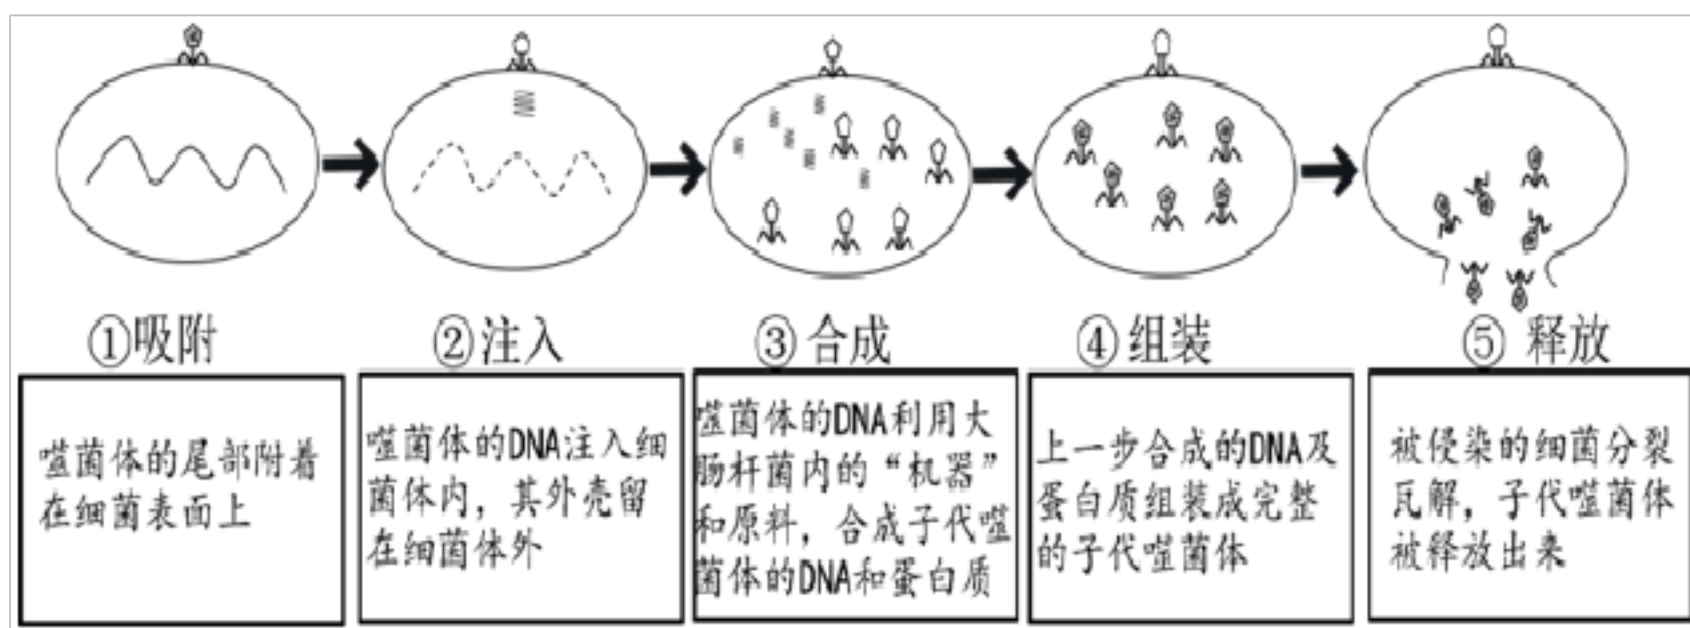 ①吸附
②注入
③合成
④组装
⑤释放
噬菌体的尾部附着
在细菌表面上
噬菌体的DNA注入细
菌体内，其外壳留
在细菌体外
噬菌体的DNA利用大
肠杆菌内的“机器”
和原料，合成子代噬
菌体的DNA和蛋白质
上一步合成的DNA及
蛋白质组装成完整
的子代噬菌体
被侵染的细菌分裂
瓦解，子代噬菌体
被释放出来